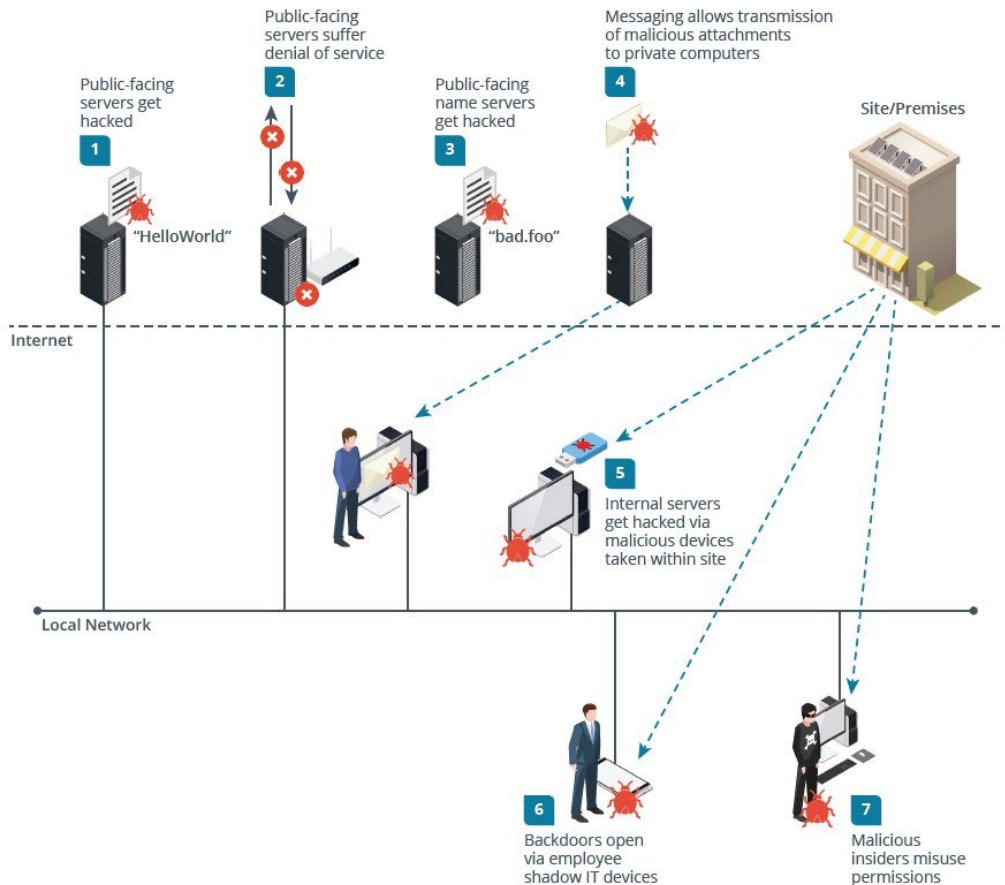 Public-facing
servers get
hacked
1
"HelloWorld"
Public-facing
servers suffer
denial of service
2
Public-facing
name servers
get hacked
3
"bad.foo"
Messaging allows transmission
of malicious attachments
to private computers
4
Site/Premises
Internet
5
Internal servers
get hacked via
malicious devices
taken within site
Local Network
6
Backdoors open
via employee
shadow IT devices
7
Malicious
insiders misuse
permissions